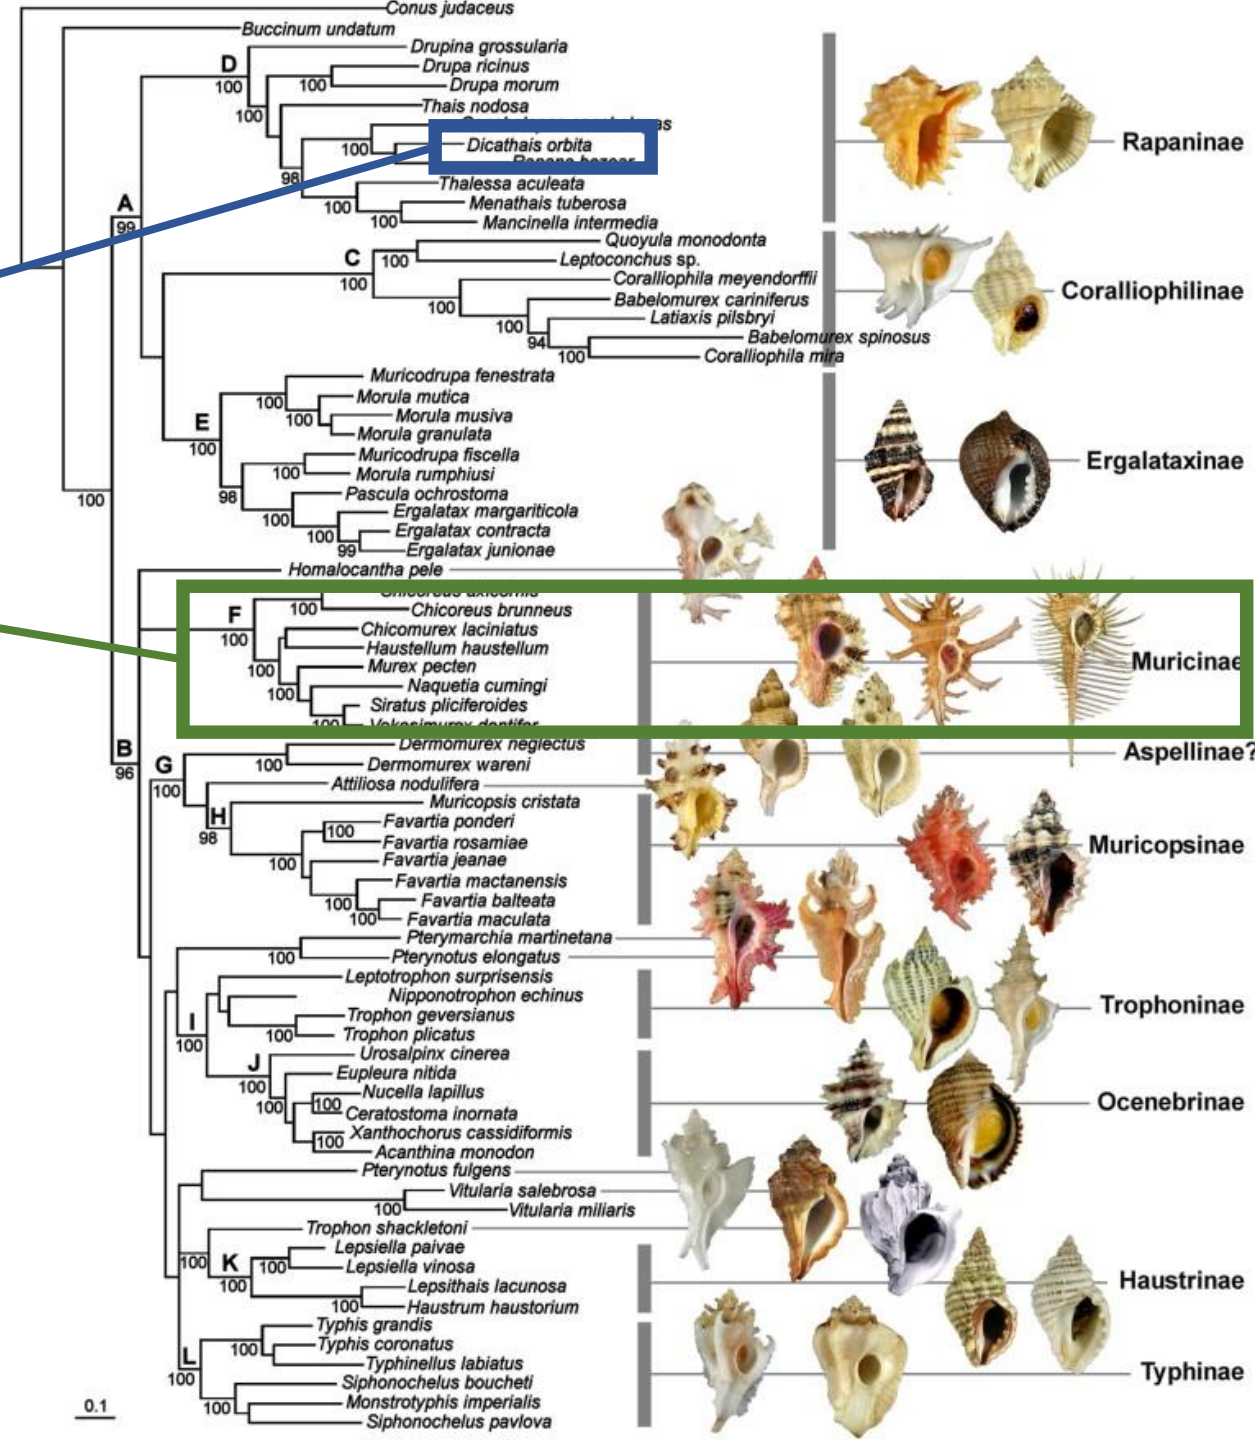 Conus judaceus
Buccinum undatum
Drupina grossularia
D
100
Drupa ricinus
100
Drupa morum
100
Thais nodosa
Dicathais orbita
100
98
Thalessa aculeata
100
Menathais tuberosa
100
Mancinella intermedia
Rapaninae
A
99
Quoyula monodonta
100
Leptoconchus sp.
C
100
Coralliophila meyendorffii
100
Babelomurex cariniferus
100
Latiaxis pilsbryi
94
Babelomurex spinosus
100
Coralliophila mira
Coralliophilinae
Muricodrupa fenestrata
100
Morula mutica
100
Morula musiva
Morula granulata
E
100
Muricodrupa fiscella
100
Morula rumphiusi
98
Pascula ochrostoma
100
Ergalatax margariticola
100
Ergalatax contracta
99
Ergalatax junionae
Ergalataxinae
100
Homalocantha pele
F
100
100
Chicoreus brunneus
Chicomurex laciniatus
100
Haustellum haustellum
Murex pecten
100
Naquetia cumingi
Siratus pliciferoides
100
Muricinae
B
96
G
100
Dermomurex neglectus
100
Dermomurex wareni
Aspellinae?
Attiliosa nodulifera
H
98
Muricopsis cristata
Favartia ponderi
100
Favartia rosamiae
100
Favartia jeanae
Favartia mactanensis
100
Favartia balteata
100
Favartia maculata
Muricopsinae
Pterymarchia martinetana
100
Pterynotus elongatus
Leptotrophon surprisensis
Nipponotrophon echinus
I
100
Trophon geversianus
100
Trophon plicatus
Trophoninae
J
100
Urosalpinx cinerea
Eupleura nitida
100
Nucella lapillus
100
Ceratostoma inornata
Xanthochorus cassidiformis
100
Acanthina monodon
Ocenebrinae
Pterynotus fulgens
Vitularia salebrosa
100
Vitularia miliaris
Trophon shackletoni
100
K
100
Lepsiella paivae
100
Lepsiella vinosa
Lepsithais lacunosa
100
Haustrum haustorium
Haustrinae
L
100
Typhis grandis
100
Typhis coronatus
Typhinellus labiatus
Siphonochelus boucheti
100
Monstrotyphis imperialis
Siphonochelus pavlova
Typhinae
0.1